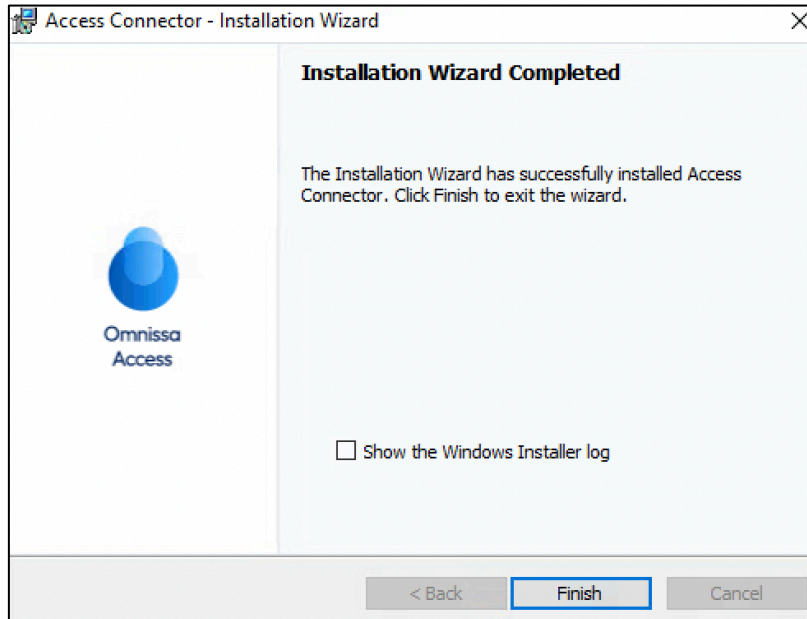 Access Connector - Installation Wizard
Installation Wizard Completed
The Installation Wizard has successfully installed Access
Connector. Click Finish to exit the wizard.
Omnissa
Access
Show the Windows Installer log
< Back
Finish
Cancel